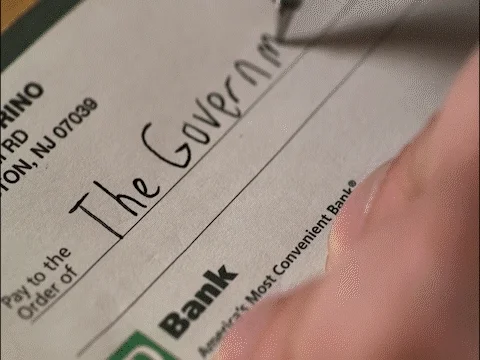 RINO
RD
TON, NJ 07039
Pay to the
Order of
The Governm
Bank
America's Most Convenient Bank®